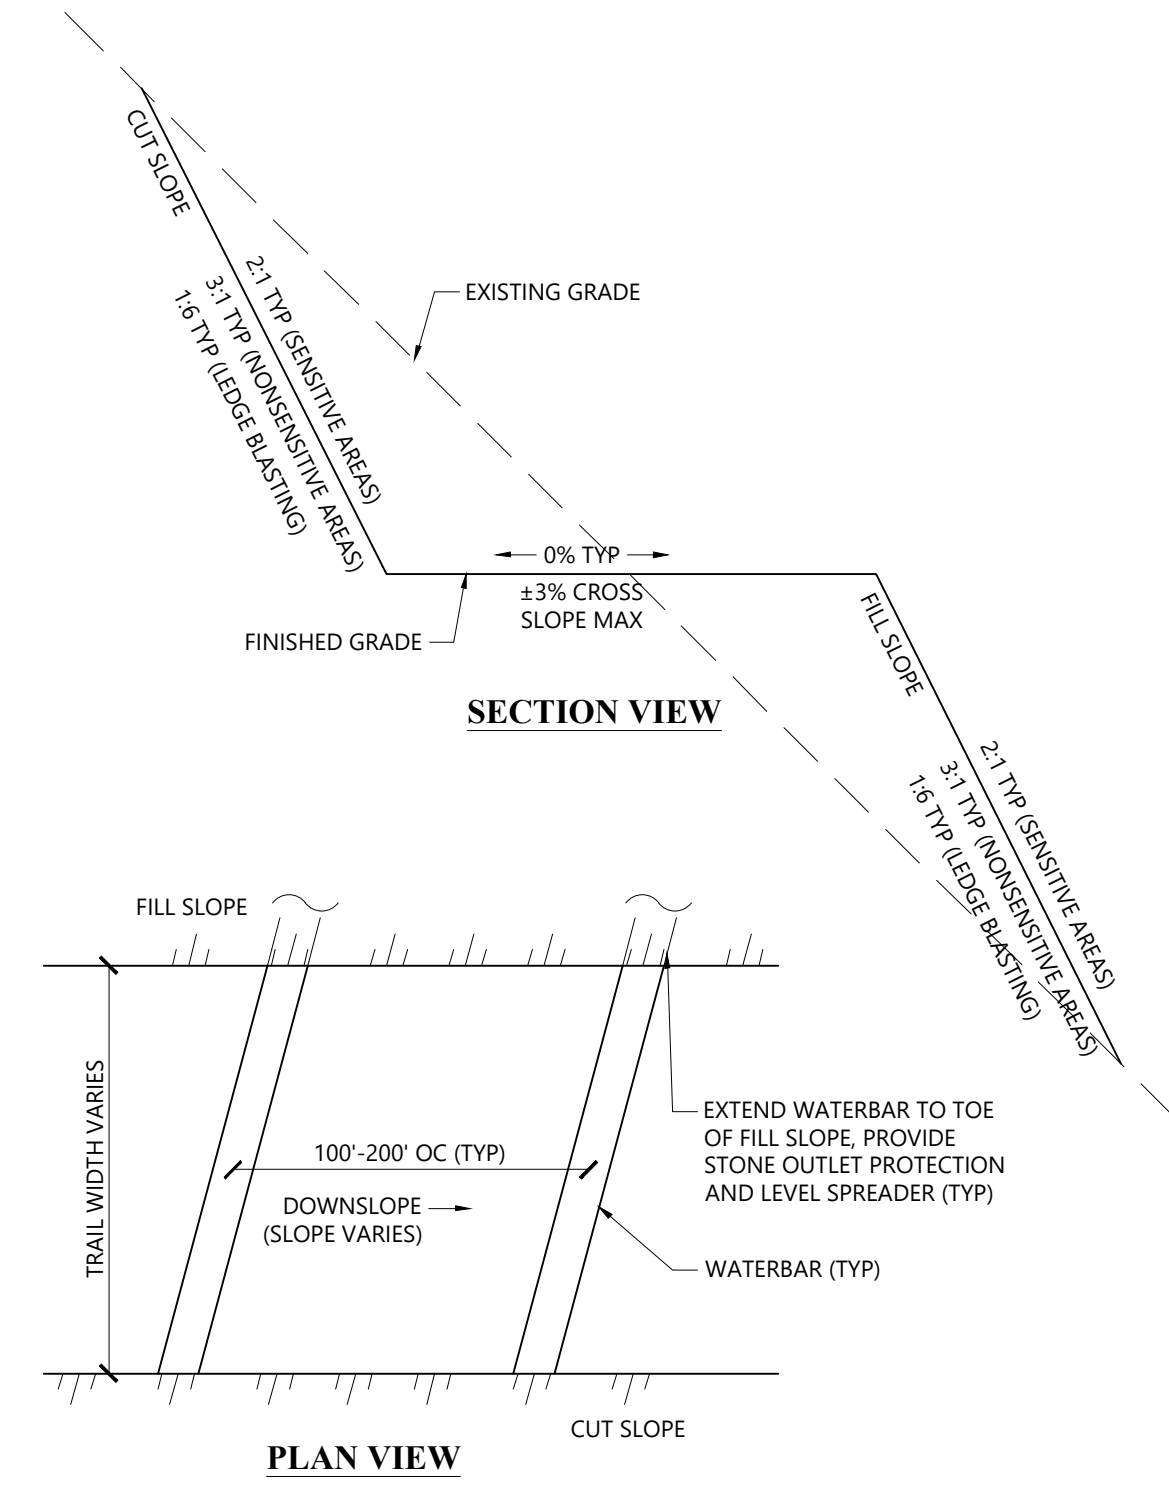 CUT SLOPE
2:1 TYP (SENSITIVE AREAS)
3:1 TYP (NONSENSITIVE AREAS)
1:6 TYP (LEDGE BLASTING)
EXISTING GRADE
0% TYP
±3% CROSS
SLOPE MAX
FINISHED GRADE
FILL SLOPE
2:1 TYP (SENSITIVE AREAS)
3:1 TYP (NONSENSITIVE AREAS)
1:6 TYP (LEDGE BLASTING)
SECTION VIEW
FILL SLOPE
TRAIL WIDTH VARIES
100'-200' OC (TYP)
DOWNSLOPE
(SLOPE VARIES)
EXTEND WATERBAR TO TOE
OF FILL SLOPE, PROVIDE
STONE OUTLET PROTECTION
AND LEVEL SPREADER (TYP)
WATERBAR (TYP)
CUT SLOPE
PLAN VIEW